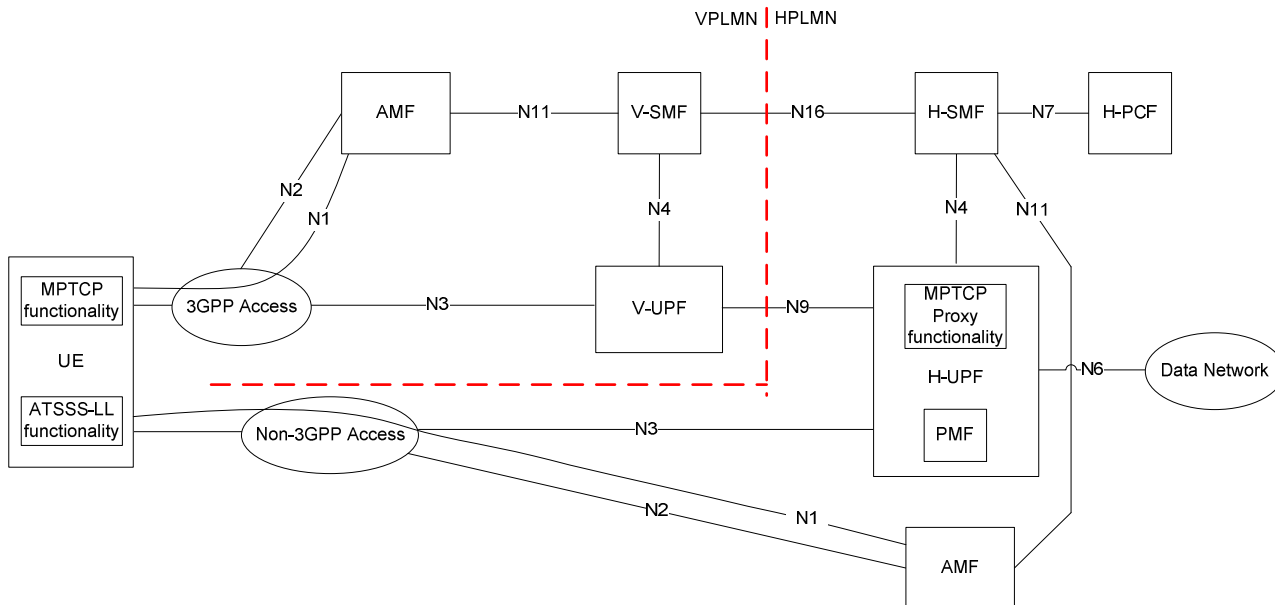 VPLMN HPLMN
AMF
N11
V-SMF
N16
H-SMF
N7
H-PCF
N2
N1
N4
N4
N11
MPTCP
functionality
UE
ATSSS-LL
functionality
3GPP Access
N3
V-UPF
N9
MPTCP
Proxy
functionality
H-UPF
PMF
N6
Data Network
Non-3GPP Access
N3
N2
N1
AMF